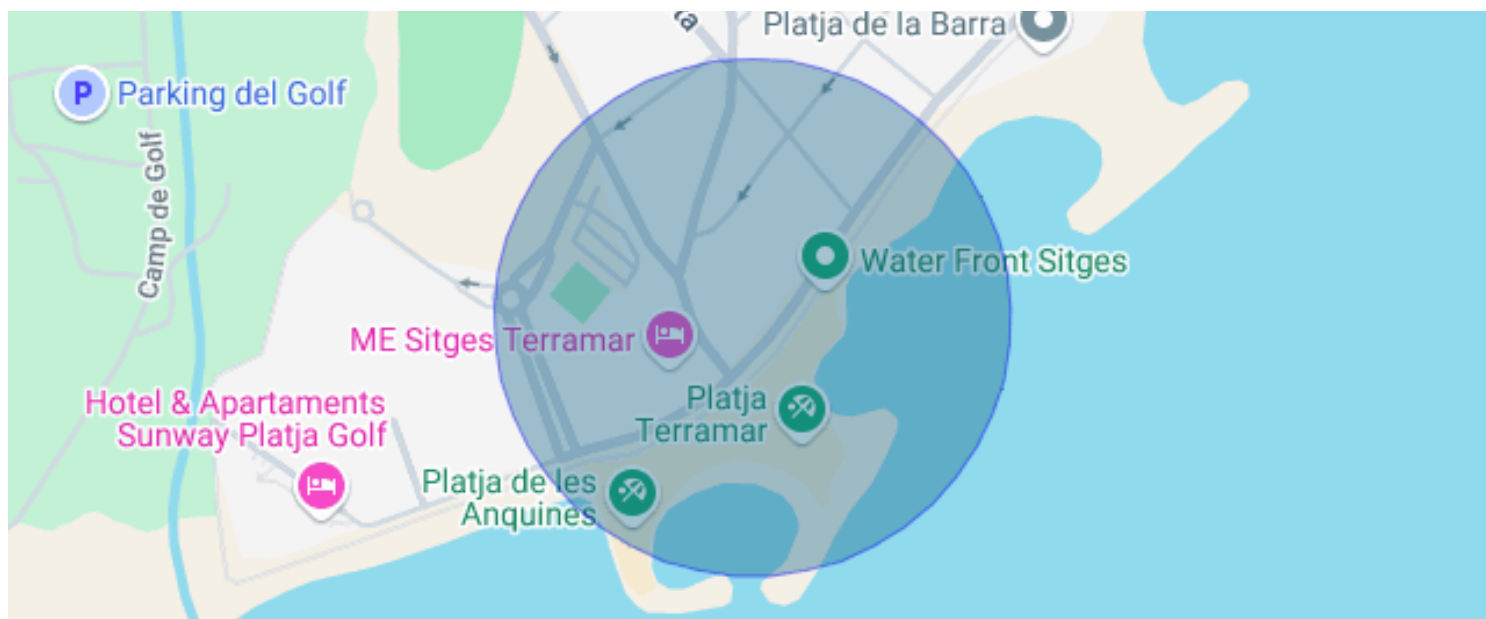 Platja de la Barra
P
Parking del Golf
Camp de Golf
Water Front Sitges
ME Sitges Terramar
Hotel & Apartaments
Sunway Platja Golf
Platja
Terramar
Platja de les
Anquines